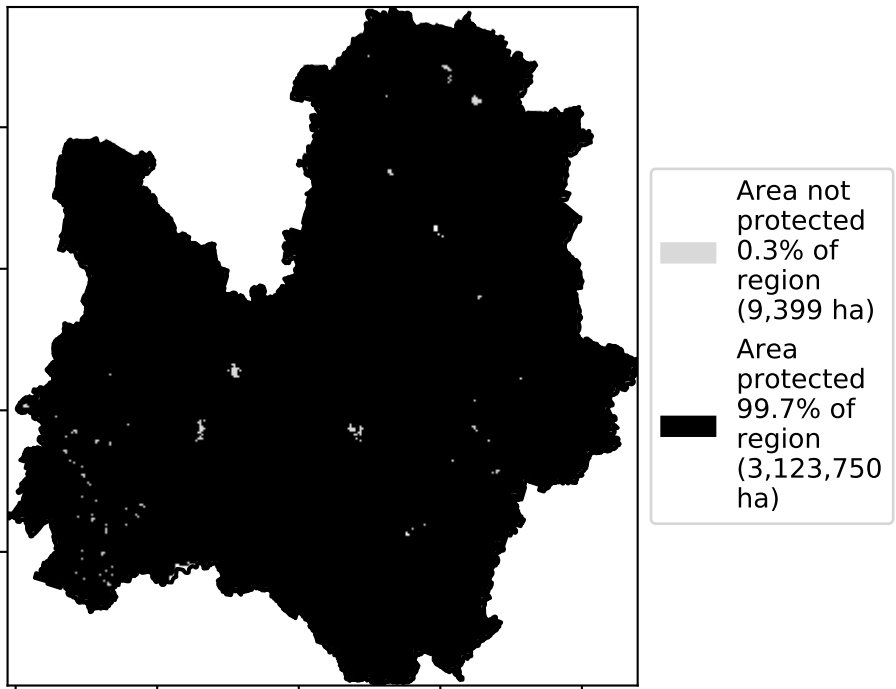 Area not
protected
0.3% of
region
(9,399 ha)
Area
protected
99.7% of
region
(3,123,750
ha)